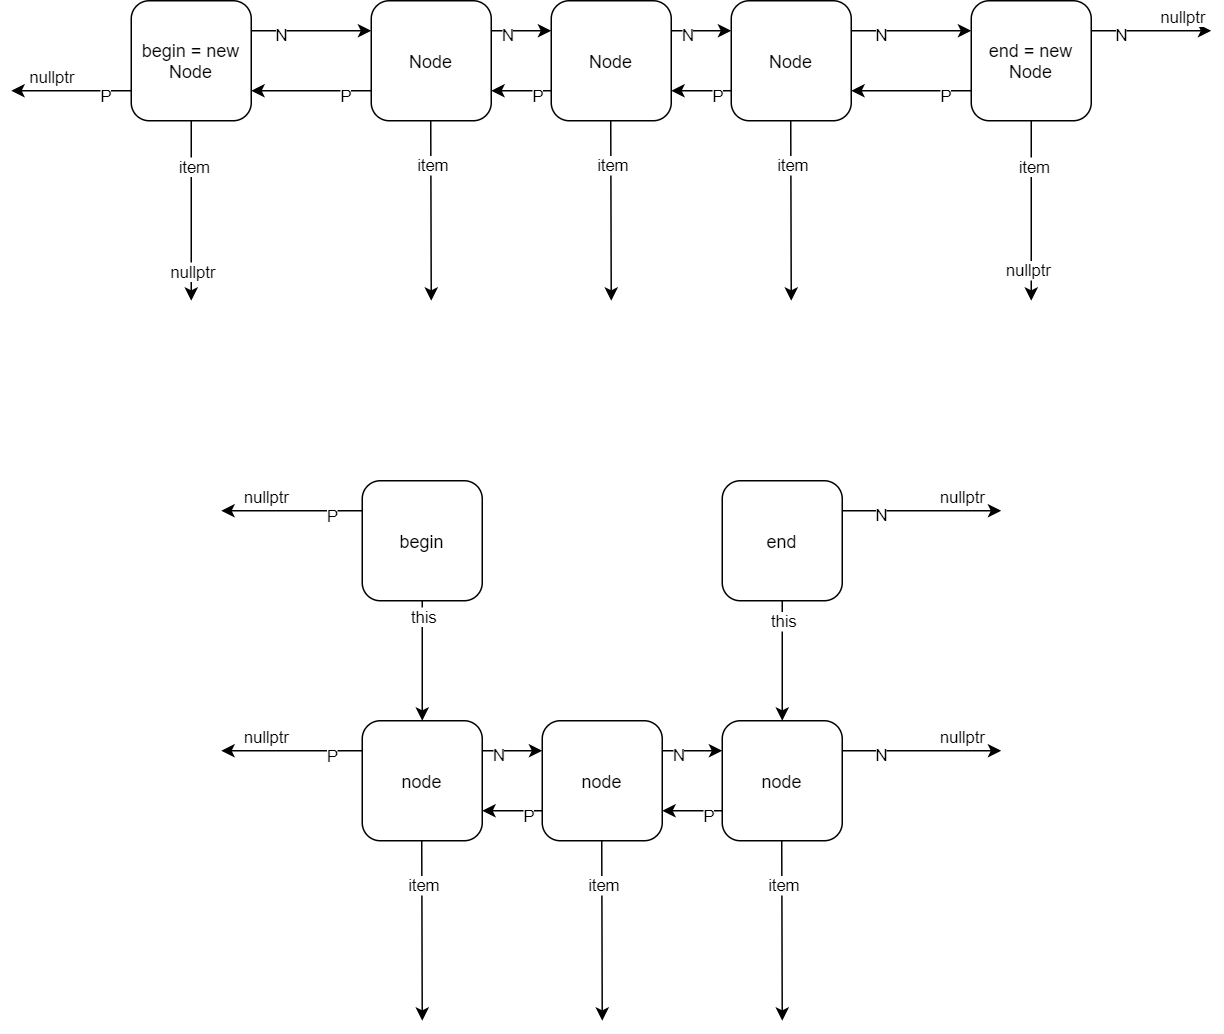 nullptr
N
N
N
N
N
begin = new
Node
Node
Node
Node
end = new
Node
nullptr
P
P
P
P
P
item
item
item
item
item
nullptr
nullptr
nullptr
P
begin
end
nullptr
N
this
this
nullptr
P
node
N
node
N
node
nullptr
N
P
P
item
item
item